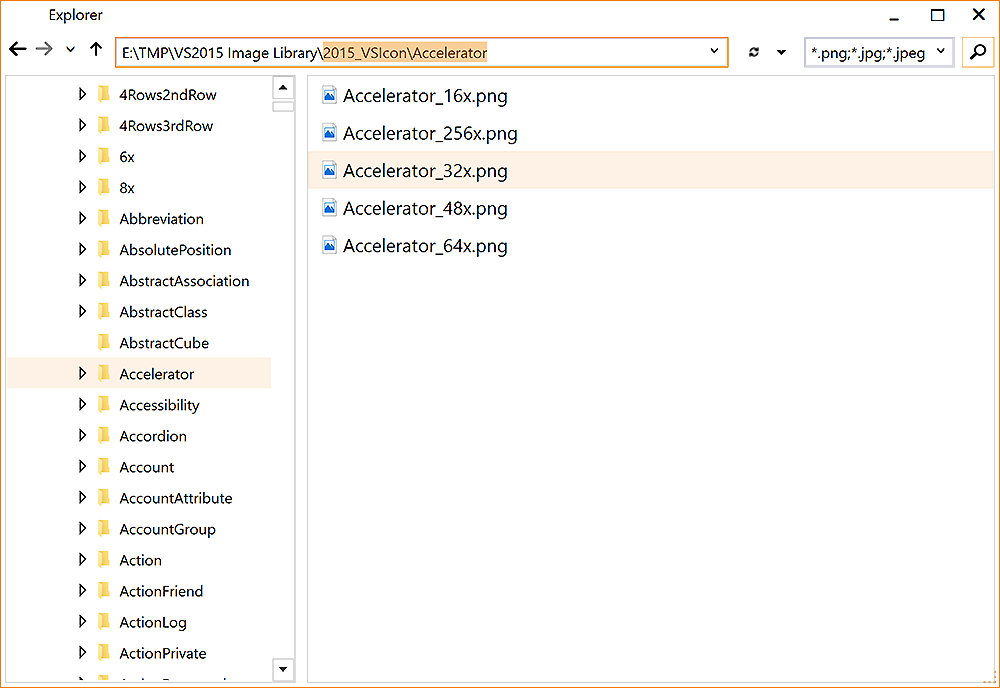 Explorer
E:\TMP\VS2015 Image Library\2015_VSIcon\Accelerator
*.png;*.jpg;*.jpeg
4Rows2ndRow
4Rows3rdRow
6x
8x
Abbreviation
AbsolutePosition
AbstractAssociation
AbstractClass
AbstractCube
Accelerator
Accessibility
Accordion
Account
AccountAttribute
AccountGroup
Action
ActionFriend
ActionLog
ActionPrivate
Accelerator_16x.png
Accelerator_256x.png
Accelerator_32x.png
Accelerator_48x.png
Accelerator_64x.png